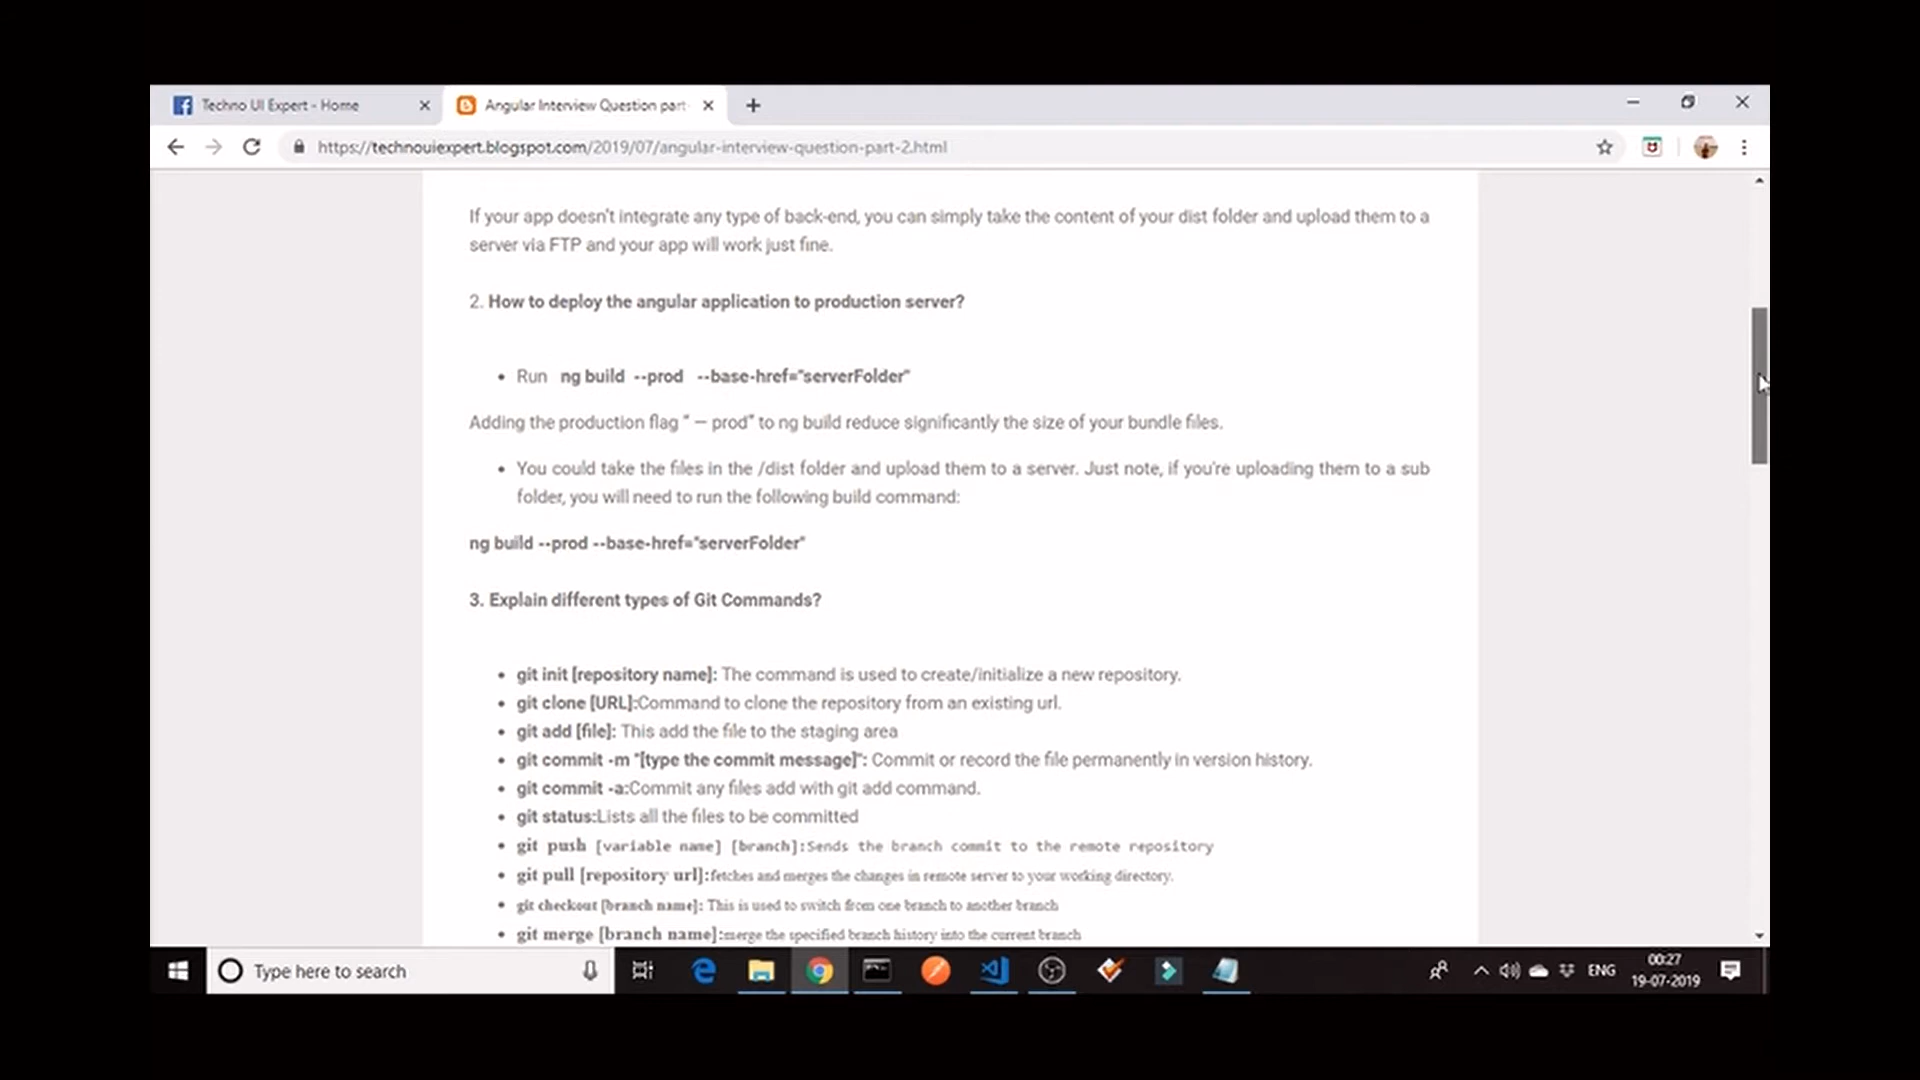 Techno UI Expert - Home
Angular Interview Question part-
https://technouiexpert.blogspot.com/2019/07/angular-interview-question-part-2.html
If your app doesn't integrate any type of back-end, you can simply take the content of your dist folder and upload them to a
server via FTP and your app will work just fine.
2. How to deploy the angular application to production server?
• Run ng build --prod --base-href="serverFolder"
Adding the production flag “ — prod” to ng build reduce significantly the size of your bundle files.
• You could take the files in the /dist folder and upload them to a server. Just note, if you're uploading them to a sub
folder, you will need to run the following build command:
ng build --prod --base-href="serverFolder"
3. Explain different types of Git Commands?
• git init [repository name]: The command is used to create/initialize a new repository.
• git clone [URL]:Command to clone the repository from an existing url.
• git add [file]: This add the file to the staging area
• git commit -m "[type the commit message]": Commit or record the file permanently in version history.
• git commit -a:Commit any files add with git add command.
• git status:Lists all the files to be committed
• git push [variable name] [branch]:Sends the branch commit to the remote repository
• git pull [repository url]:fetches and merges the changes in remote server to your working directory.
• git checkout [branch name]: This is used to switch from one branch to another branch
• git merge [branch name]:merge the specified branch history into the current branch
Type here to search
ENG
00:27
19-07-2019